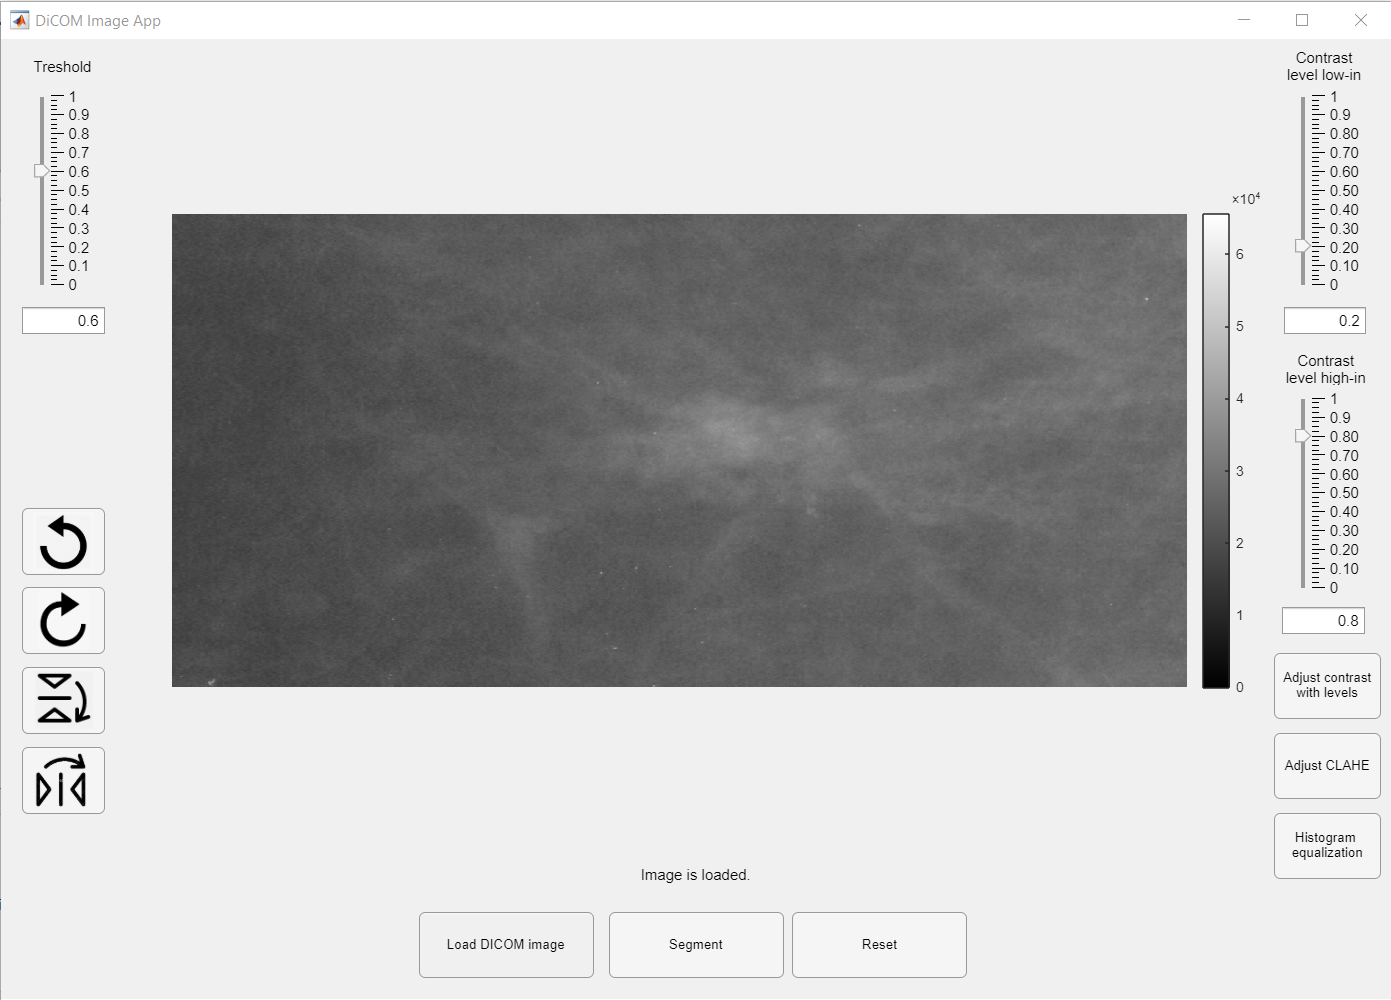 DiCOM Image App
Treshold
1
0.9
0.8
0.7
0.6
0.5
0.4
0.3
0.2
0.1
0
0.6
×10⁴
6
5
4
3
2
1
0
Contrast
level low-in
1
0.9
0.80
0.70
0.60
0.50
0.40
0.30
0.20
0.10
0
0.2
Contrast
level high-in
1
0.9
0.80
0.70
0.60
0.50
0.40
0.30
0.20
0.10
0
0.8
Adjust contrast
with levels
Adjust CLAHE
Histogram
equalization
Image is loaded.
Load DICOM image
Segment
Reset